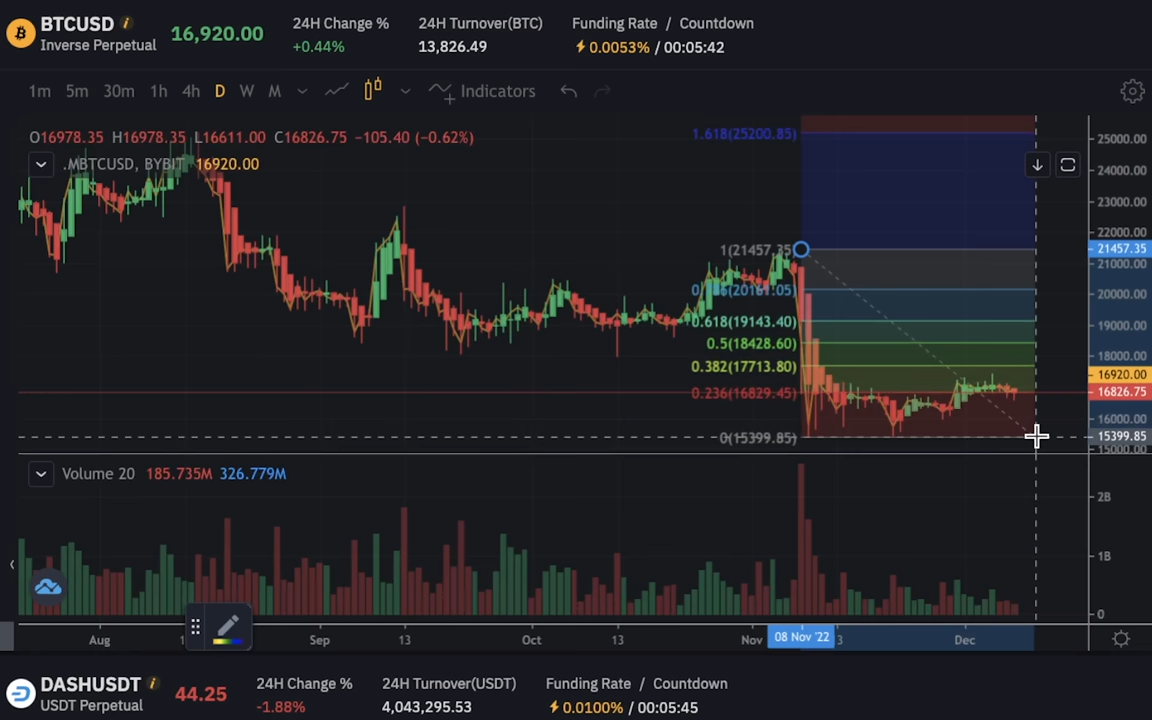 BTCUSD i
Inverse Perpetual
16,920.00
24H Change %
+0.44%
24H Turnover(BTC)
13,826.49
Funding Rate / Countdown
0.0053% / 00:05:42
1m 5m 30m 1h 4h D W M Indicators
O16978.35 H16978.35 L16611.00 C16826.75 −105.40 (−0.62%)
.MBTCUSD, BYBIT 16920.00
1.618(25200.85)
1(21457.35)
0.618(19143.40)
0.5(18428.60)
0.382(17713.80)
0.236(16829.45)
0(15399.85)
25000.00
24000.00
23000.00
22000.00
21457.35
21000.00
20000.00
19000.00
18000.00
16920.00
16826.75
16000.00
15399.85
15000.00
Volume 20 185.735M 326.779M
2B
1B
0
Aug Sep 13 Oct 13 Nov 08 Nov '22 3 Dec
DASHUSDT i
USDT Perpetual
44.25
24H Change %
-1.88%
24H Turnover(USDT)
4,043,295.53
Funding Rate / Countdown
0.0100% / 00:05:45